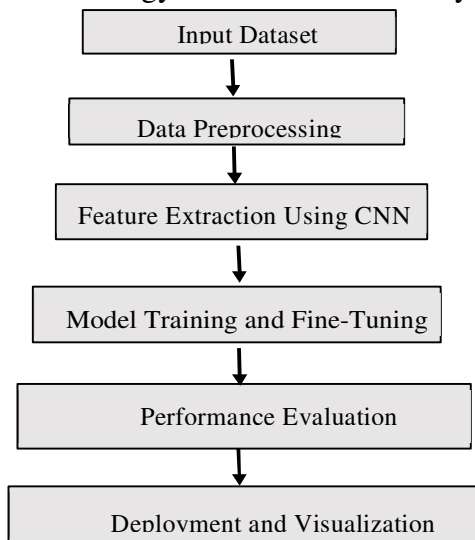 Input Dataset
Data Preprocessing
Feature Extraction Using CNN
Model Training and Fine-Tuning
Performance Evaluation
Deployment and Visualization